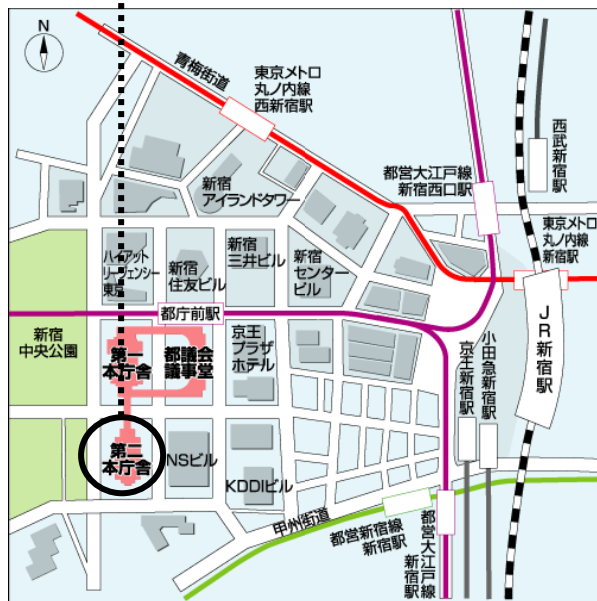 N
青梅街道
東京メトロ
丸ノ内線
西新宿駅
西武新宿駅
都営大江戸線
新宿西口駅
新宿
アイランドタワー
東京メトロ
丸ノ内線
新宿駅
ハイアット
リージェンシー
東京
新宿
住友ビル
新宿
三井ビル
新宿
センター
ビル
都庁前駅
JR新宿駅
小田急新宿駅
京王新宿駅
新宿
中央公園
第一
本庁舎
都議会
議事堂
京王
プラザ
ホテル
第二
本庁舎
NSビル
KDDIビル
甲州街道
都営新宿線
新宿駅
都営大江戸線
新宿駅